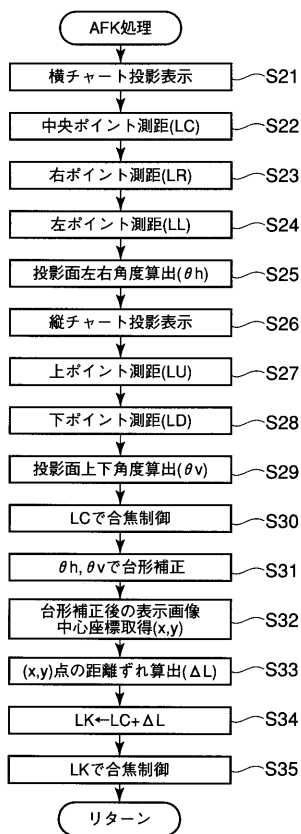 AFK処理
横チャート投影表示
S21
中央ポイント測距(LC)
S22
右ポイント測距(LR)
S23
左ポイント測距(LL)
S24
投影面左右角度算出(θh)
S25
縦チャート投影表示
S26
上ポイント測距(LU)
S27
下ポイント測距(LD)
S28
投影面上下角度算出(θv)
S29
LCで合焦制御
S30
θh, θvで台形補正
S31
台形補正後の表示画像
中心座標取得(x,y)
S32
(x,y)点の距離ずれ算出(ΔL)
S33
LK←LC+ΔL
S34
LKで合焦制御
S35
リターン